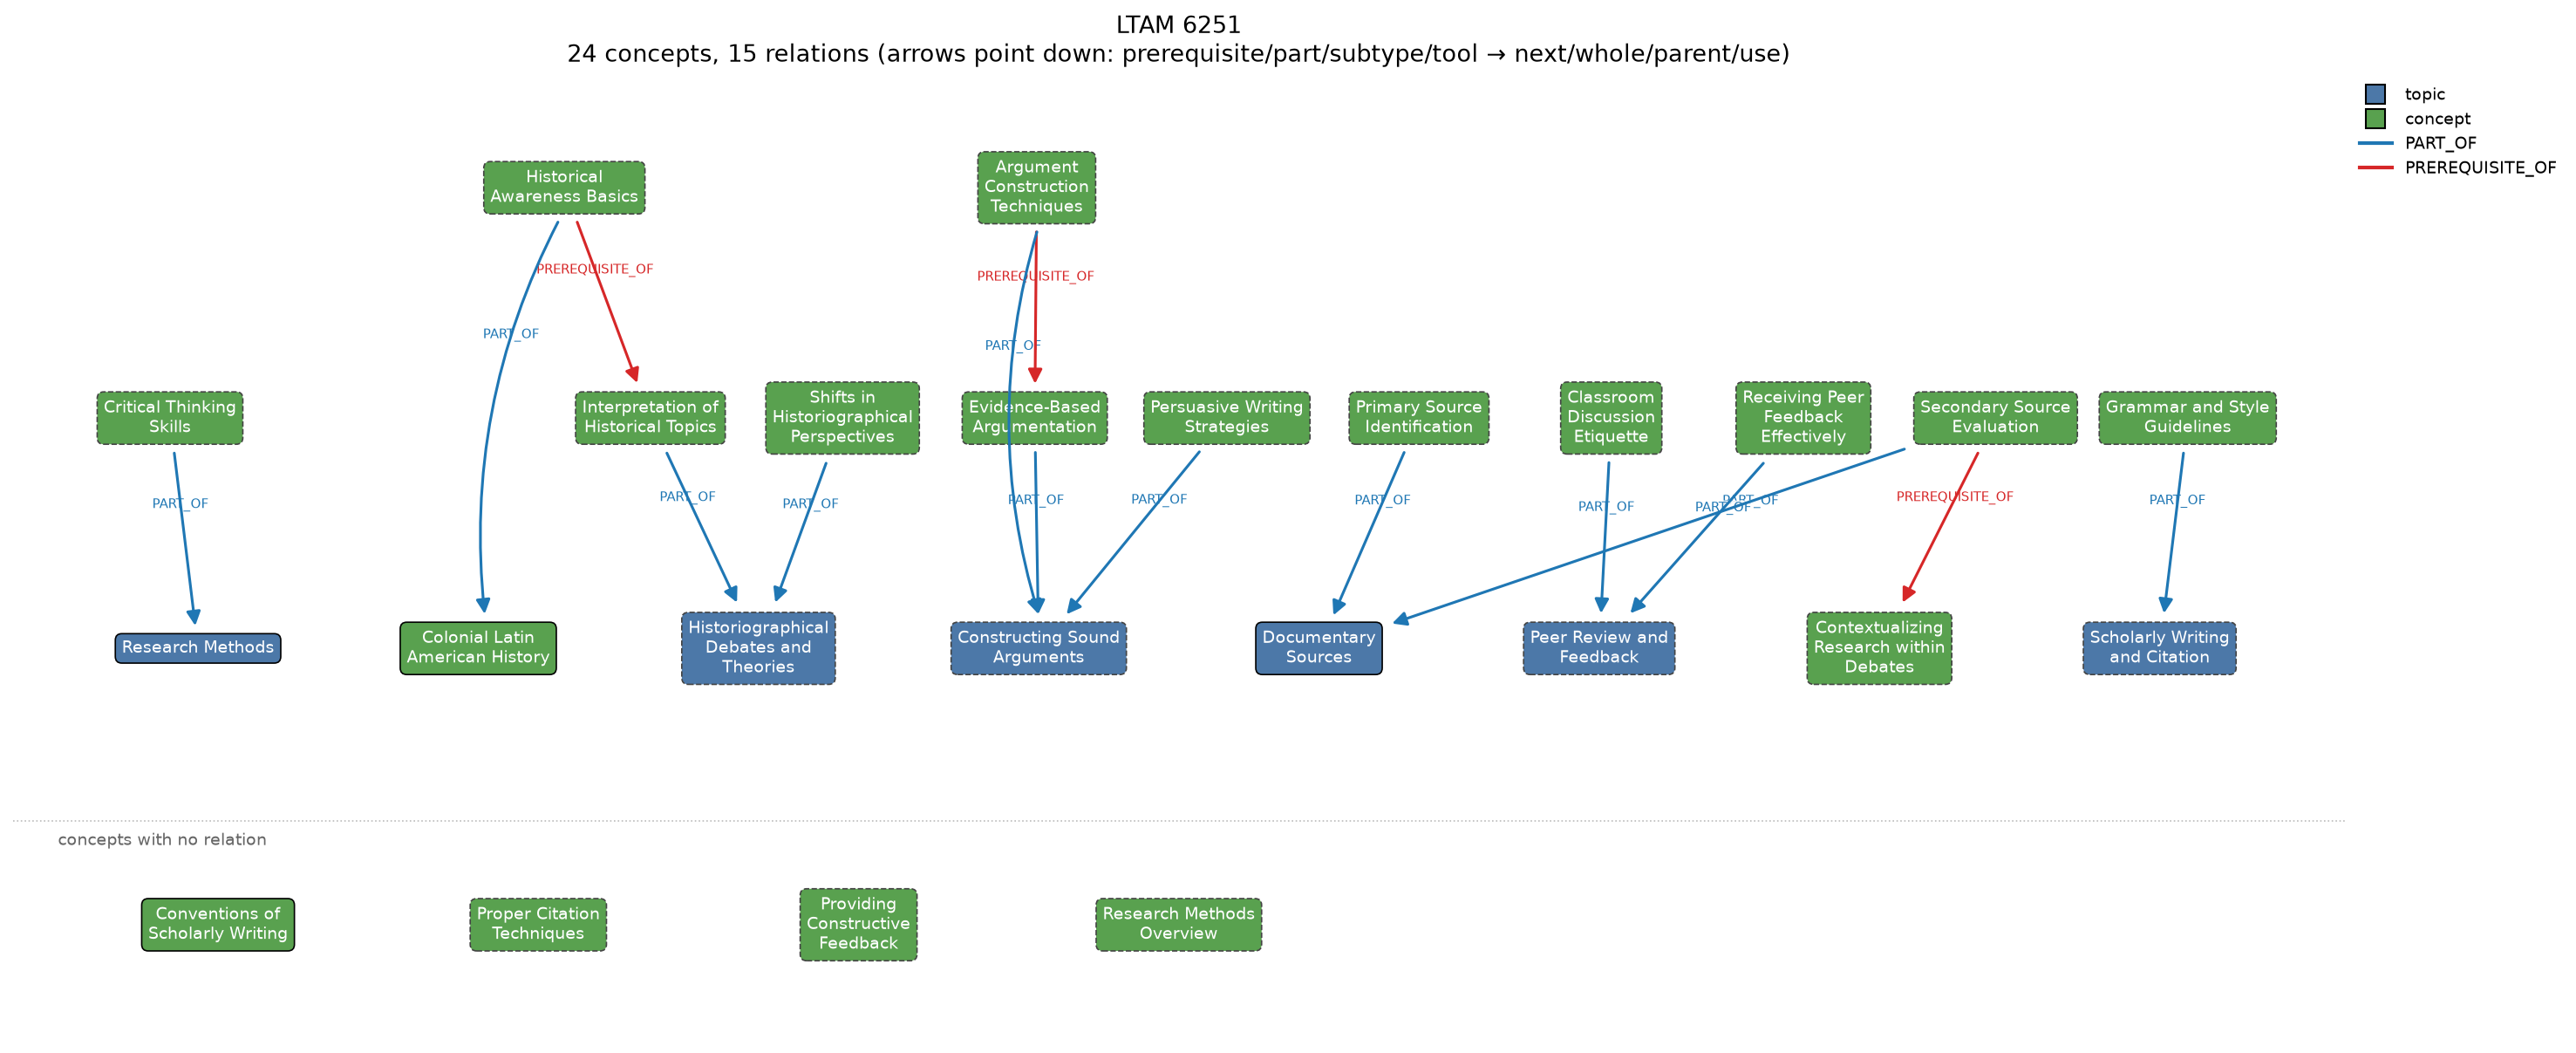 LTAM 6251
24 concepts, 15 relations (arrows point down: prerequisite/part/subtype/tool → next/whole/parent/use)
topic
concept
PART_OF
PREREQUISITE_OF
Historical
Awareness Basics
Argument
Construction
Techniques
PREREQUISITE_OF
PREREQUISITE_OF
PART_OF
PART_OF
Critical Thinking
Skills
Interpretation of
Historical Topics
Shifts in
Historiographical
Perspectives
Evidence-Based
Argumentation
Persuasive Writing
Strategies
Primary Source
Identification
Classroom
Discussion
Etiquette
Receiving Peer
Feedback
Effectively
Secondary Source
Evaluation
Grammar and Style
Guidelines
PART_OF
PART_OF
PART_OF
PART_OF
PART_OF
PART_OF
PART_OF
PART_OF
PART_OF
PREREQUISITE_OF
PART_OF
Research Methods
Colonial Latin
American History
Historiographical
Debates and
Theories
Constructing Sound
Arguments
Documentary
Sources
Peer Review and
Feedback
Contextualizing
Research within
Debates
Scholarly Writing
and Citation
concepts with no relation
Conventions of
Scholarly Writing
Proper Citation
Techniques
Providing
Constructive
Feedback
Research Methods
Overview